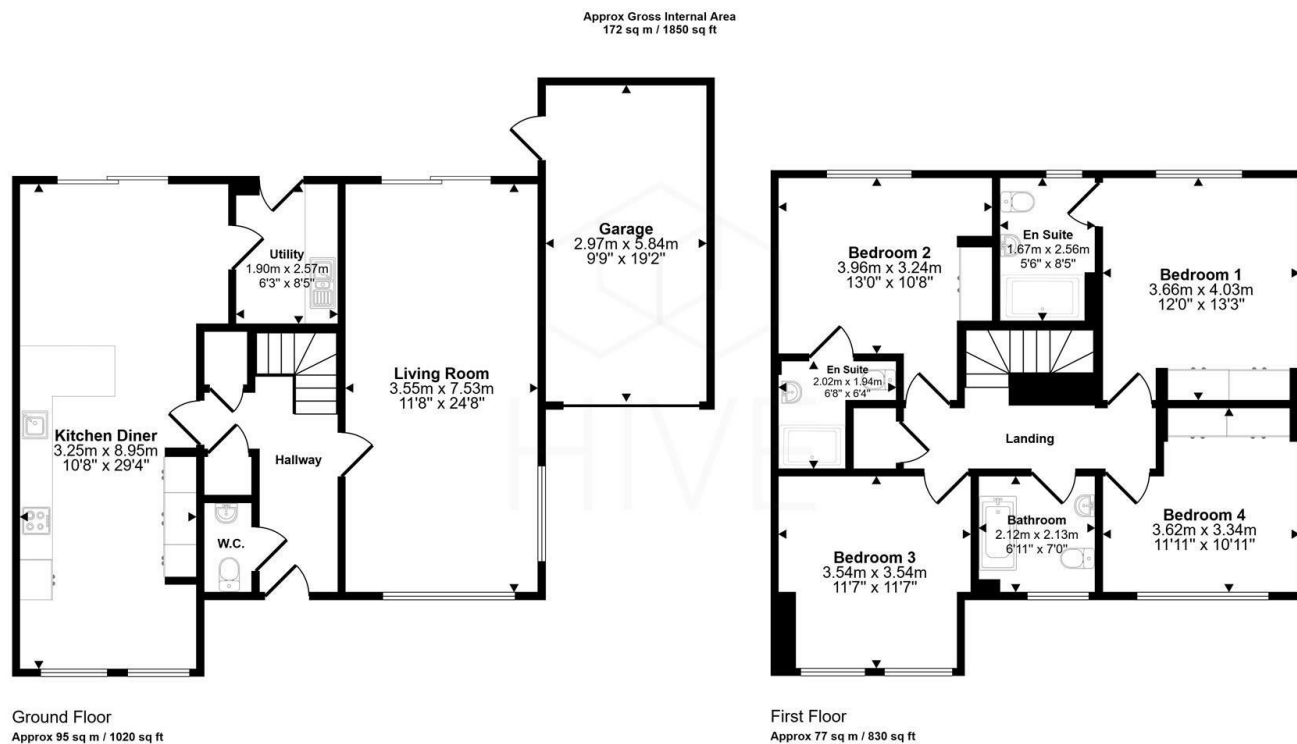 Approx Gross Internal Area
172 sq m / 1850 sq ft
Garage
2.97m x 5.84m
9'9" x 19'2"
Utility
1.90m x 2.57m
6'3" x 8'5"
Living Room
3.55m x 7.53m
11'8" x 24'8"
Kitchen Diner
3.25m x 8.95m
10'8" x 29'4"
Hallway
W.C.
HIVE
Ground Floor
Approx 95 sq m / 1020 sq ft
Bedroom 2
3.96m x 3.24m
13'0" x 10'8"
En Suite
1.67m x 2.56m
5'6" x 8'5"
Bedroom 1
3.66m x 4.03m
12'0" x 13'3"
En Suite
2.02m x 1.94m
6'8" x 6'4"
Landing
Bedroom 3
3.54m x 3.54m
11'7" x 11'7"
Bathroom
2.12m x 2.13m
6'11" x 7'0"
Bedroom 4
3.62m x 3.34m
11'11" x 10'11"
First Floor
Approx 77 sq m / 830 sq ft